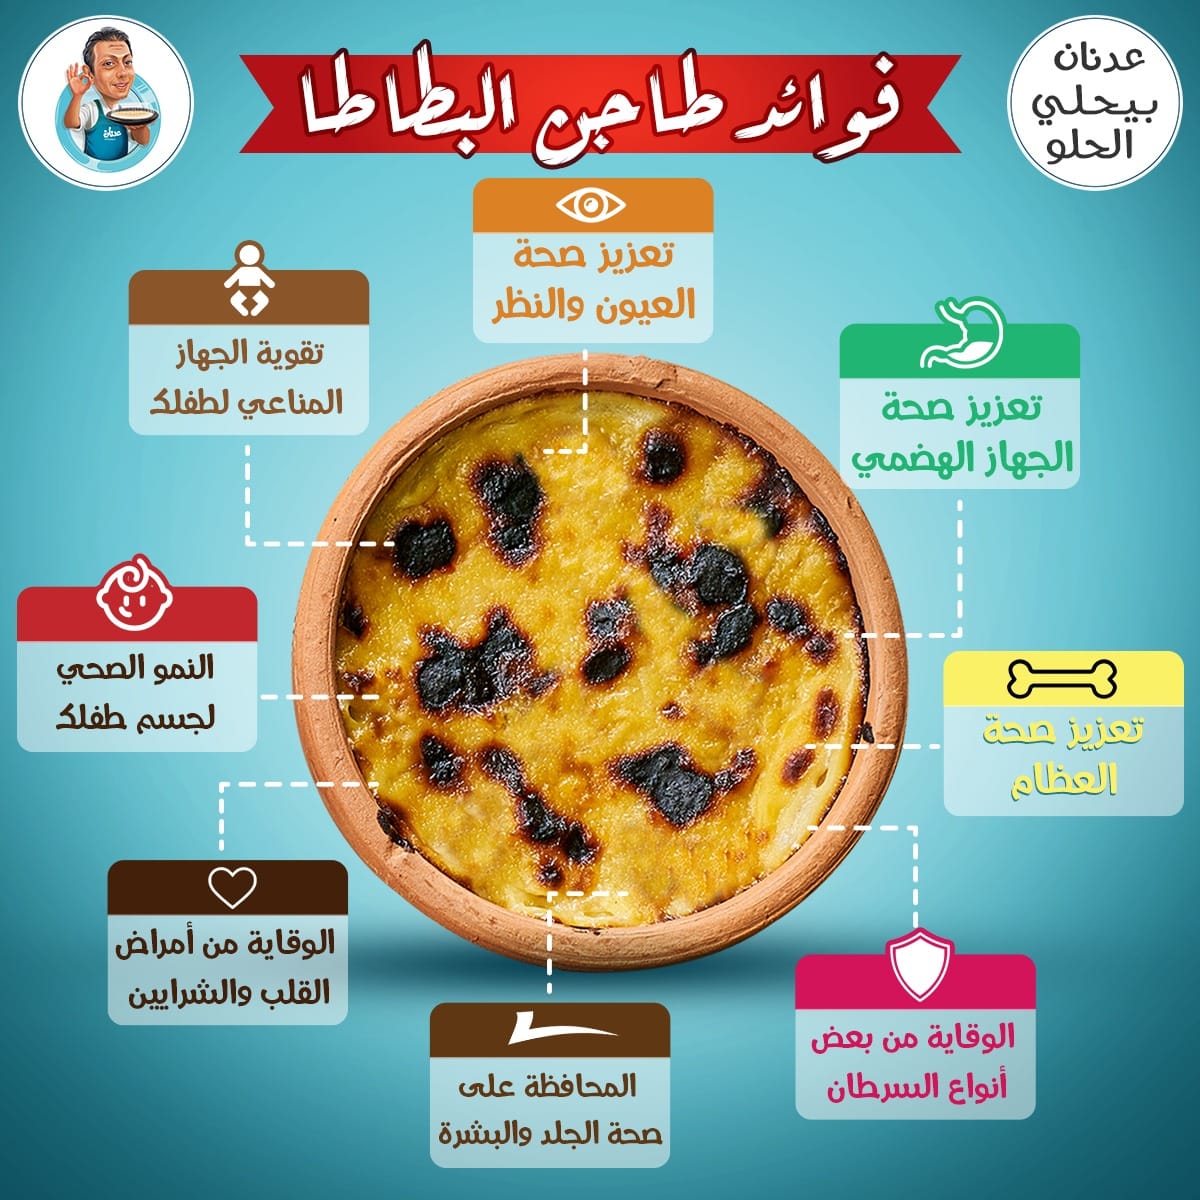 عدنان
بيحلي
الحلو
فوائد طاجن البطاطا
عدنان
تعزيز صحة
العيون والنظر
تقوية الجهاز
المناعي لطفلك
تعزيز صحة
الجهاز الهضمي
النمو الصحي
لجسم طفلك
تعزيز صحة
العظام
الوقاية من أمراض
القلب والشرايين
الوقاية من بعض
أنواع السرطان
المحافظة على
صحة الجلد والبشرة